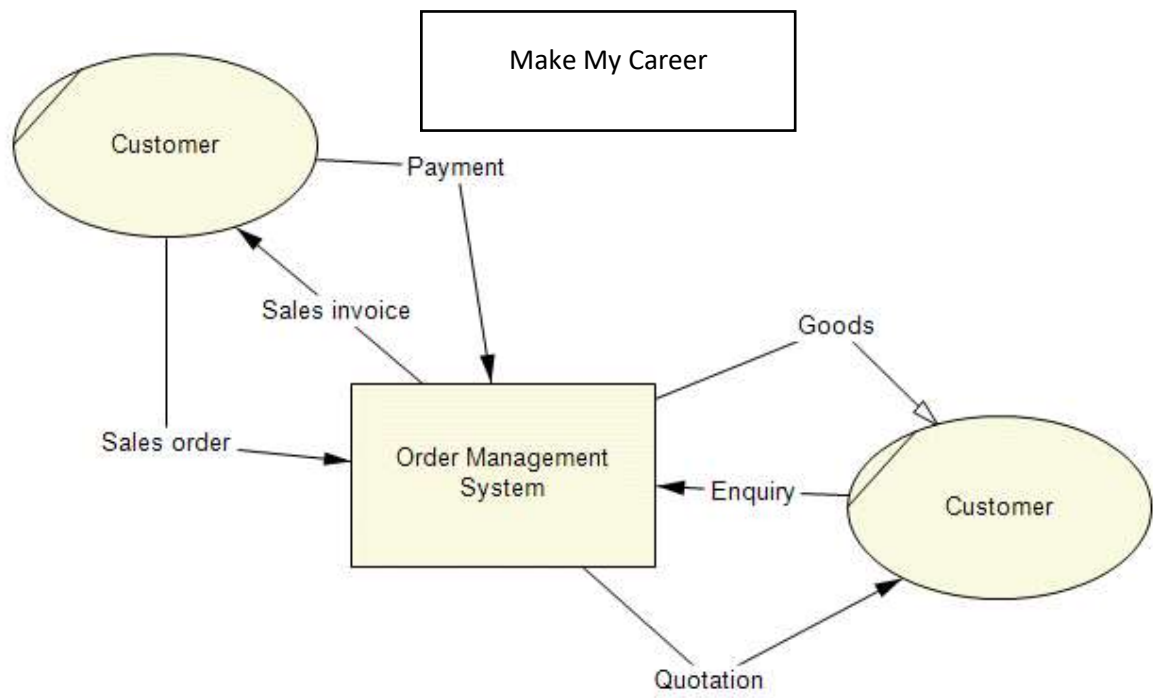 Make My Career
Customer
Payment
Sales invoice
Goods
Sales order
Order Management
System
Enquiry
Customer
Quotation